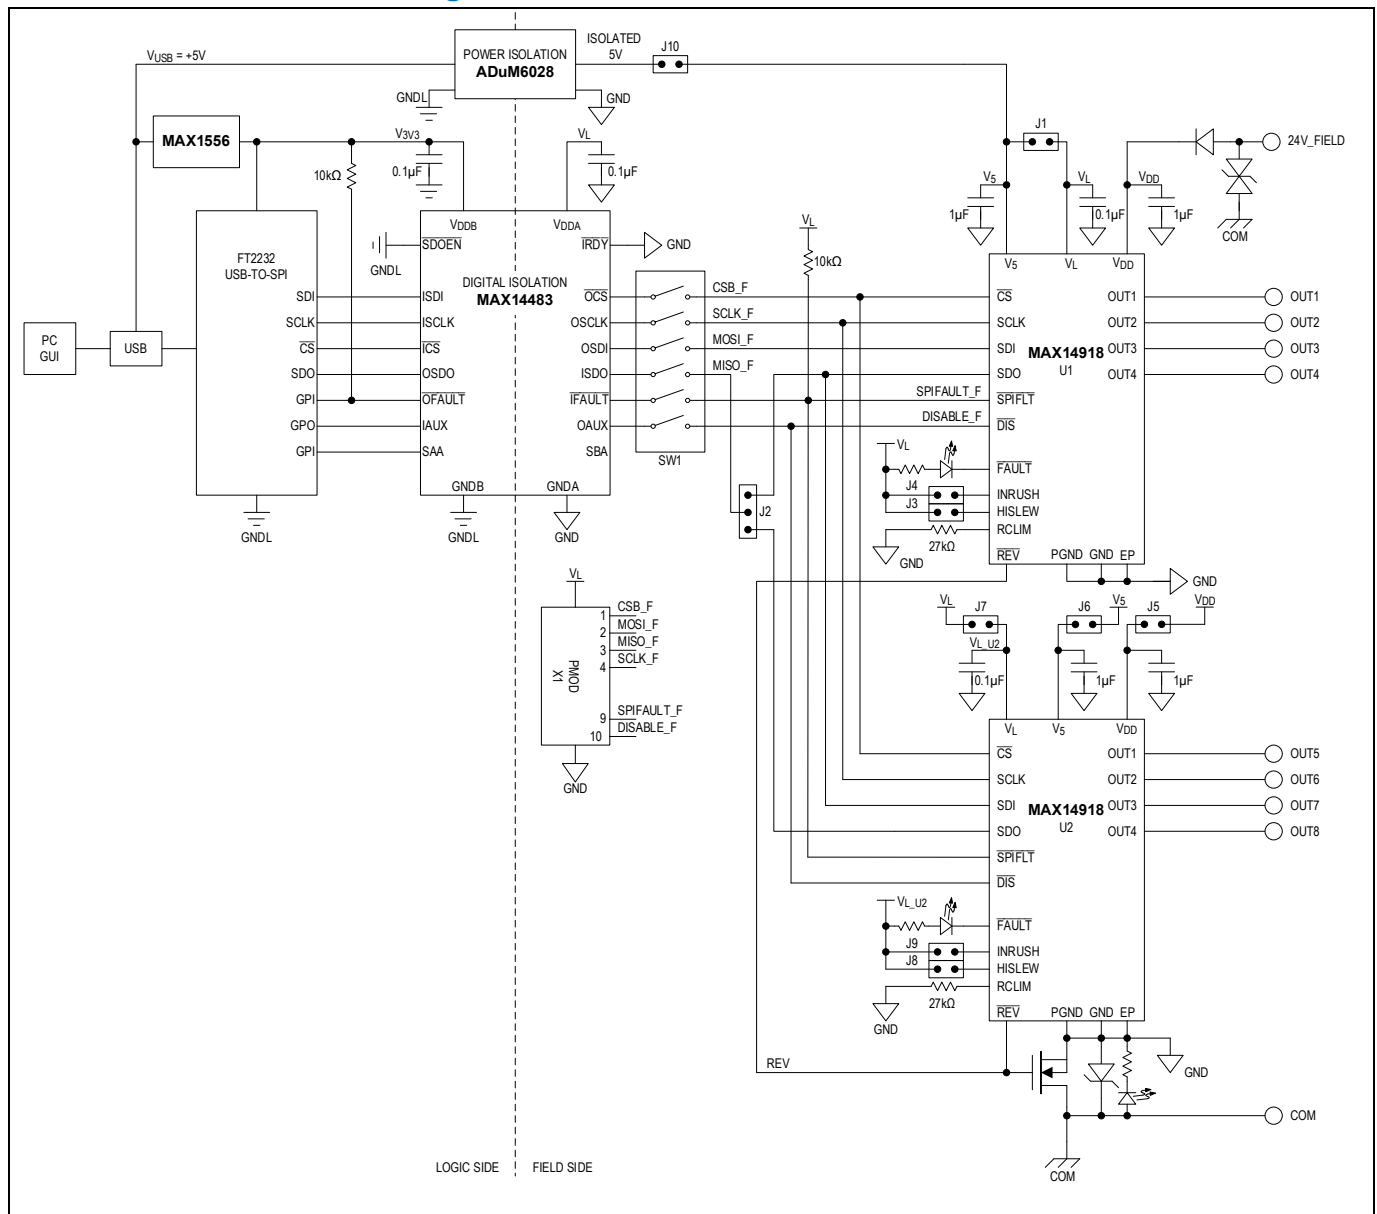 POWER ISOLATION
ADuM6028
VUSB = +5V
ISOLATED
5V
J10
GNDL
GND
MAX1556
V3V3
VL
0.1µF
0.1µF
10kΩ
J1
24V_FIELD
V5
VL
VDD
1µF
0.1µF
1µF
COM
VL
10kΩ
FT2232
USB-TO-SPI
SDI
SCLK
CS
SDO
GPI
GPO
GPI
GNDL
PC
GUI
USB
VDDB
VDDA
SDOEN
GNDL
IRDY
GND
DIGITAL ISOLATION
MAX14483
ISDI
ISCLK
ICS
OSDO
OFAULT
IAUX
SAA
OCS
OSCLK
OSDI
ISDO
IFAULT
OAUX
SBA
GNDB
GNDA
GNDL
GND
SW1
CSB_F
SCLK_F
MOSI_F
MISO_F
SPIFAULT_F
DISABLE_F
J2
V5
VL
VDD
CS
SCLK
SDI
SDO
SPIFLT
DIS
FAULT
INRUSH
HISLEW
RCLIM
REV
PGND
GND
EP
MAX14918
U1
OUT1
OUT2
OUT3
OUT4
OUT1
OUT2
OUT3
OUT4
VL
J4
J3
27kΩ
GND
GND
VL
1
CSB_F
2
MOSI_F
3
MISO_F
4
SCLK_F
PMOD
X1
9
SPIFAULT_F
10
DISABLE_F
GND
VL
J7
J6
V5
J5
VDD
VL_U2
0.1µF
1µF
1µF
VL
V5
VDD
CS
SCLK
SDI
SDO
SPIFLT
DIS
FAULT
INRUSH
HISLEW
RCLIM
REV
PGND
GND
EP
MAX14918
U2
OUT1
OUT2
OUT3
OUT4
OUT5
OUT6
OUT7
OUT8
VL_U2
J9
J8
27kΩ
GND
REV
GND
COM
COM
LOGIC SIDE
FIELD SIDE